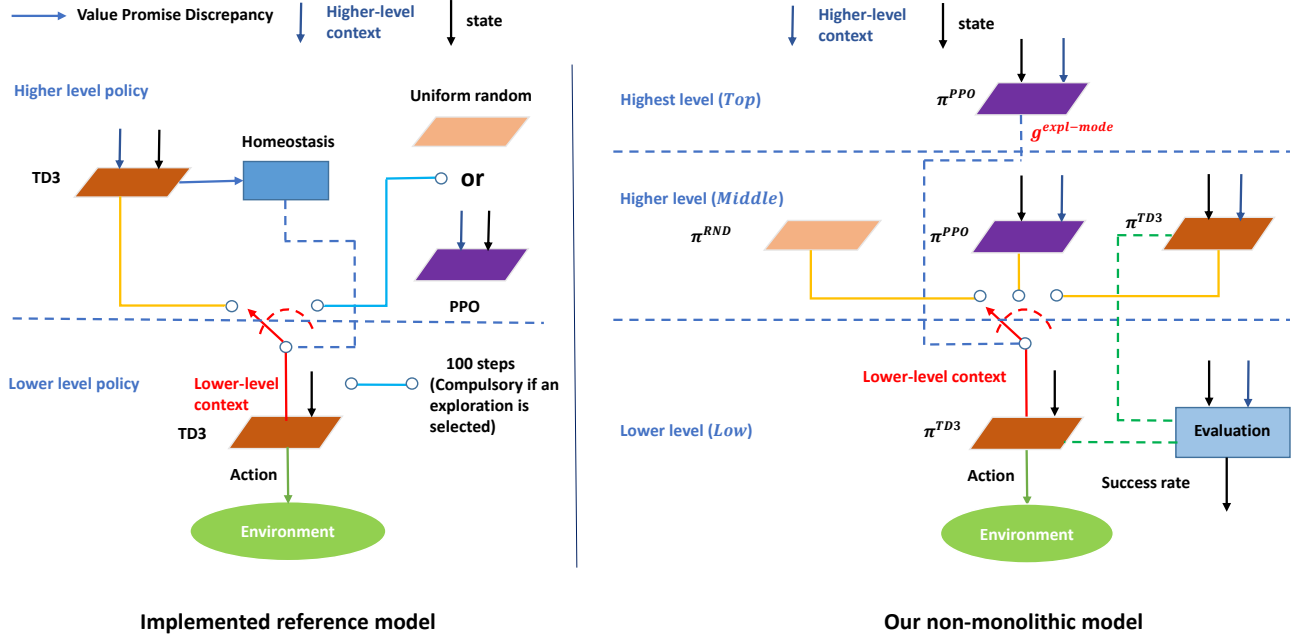 Value Promise Discrepancy
Higher-level
context
state
Higher level policy
Uniform random
Homeostasis
TD3
or
PPO
Lower level policy
Lower-level
context
100 steps
(Compulsory if an
exploration is
selected)
TD3
Action
Environment
Implemented reference model
Higher-level
context
state
Highest level (Top)
π^PPO
g^expl−mode
Higher level (Middle)
π^RND
π^PPO
π^TD3
Lower-level context
Lower level (Low)
π^TD3
Evaluation
Action
Success rate
Environment
Our non-monolithic model